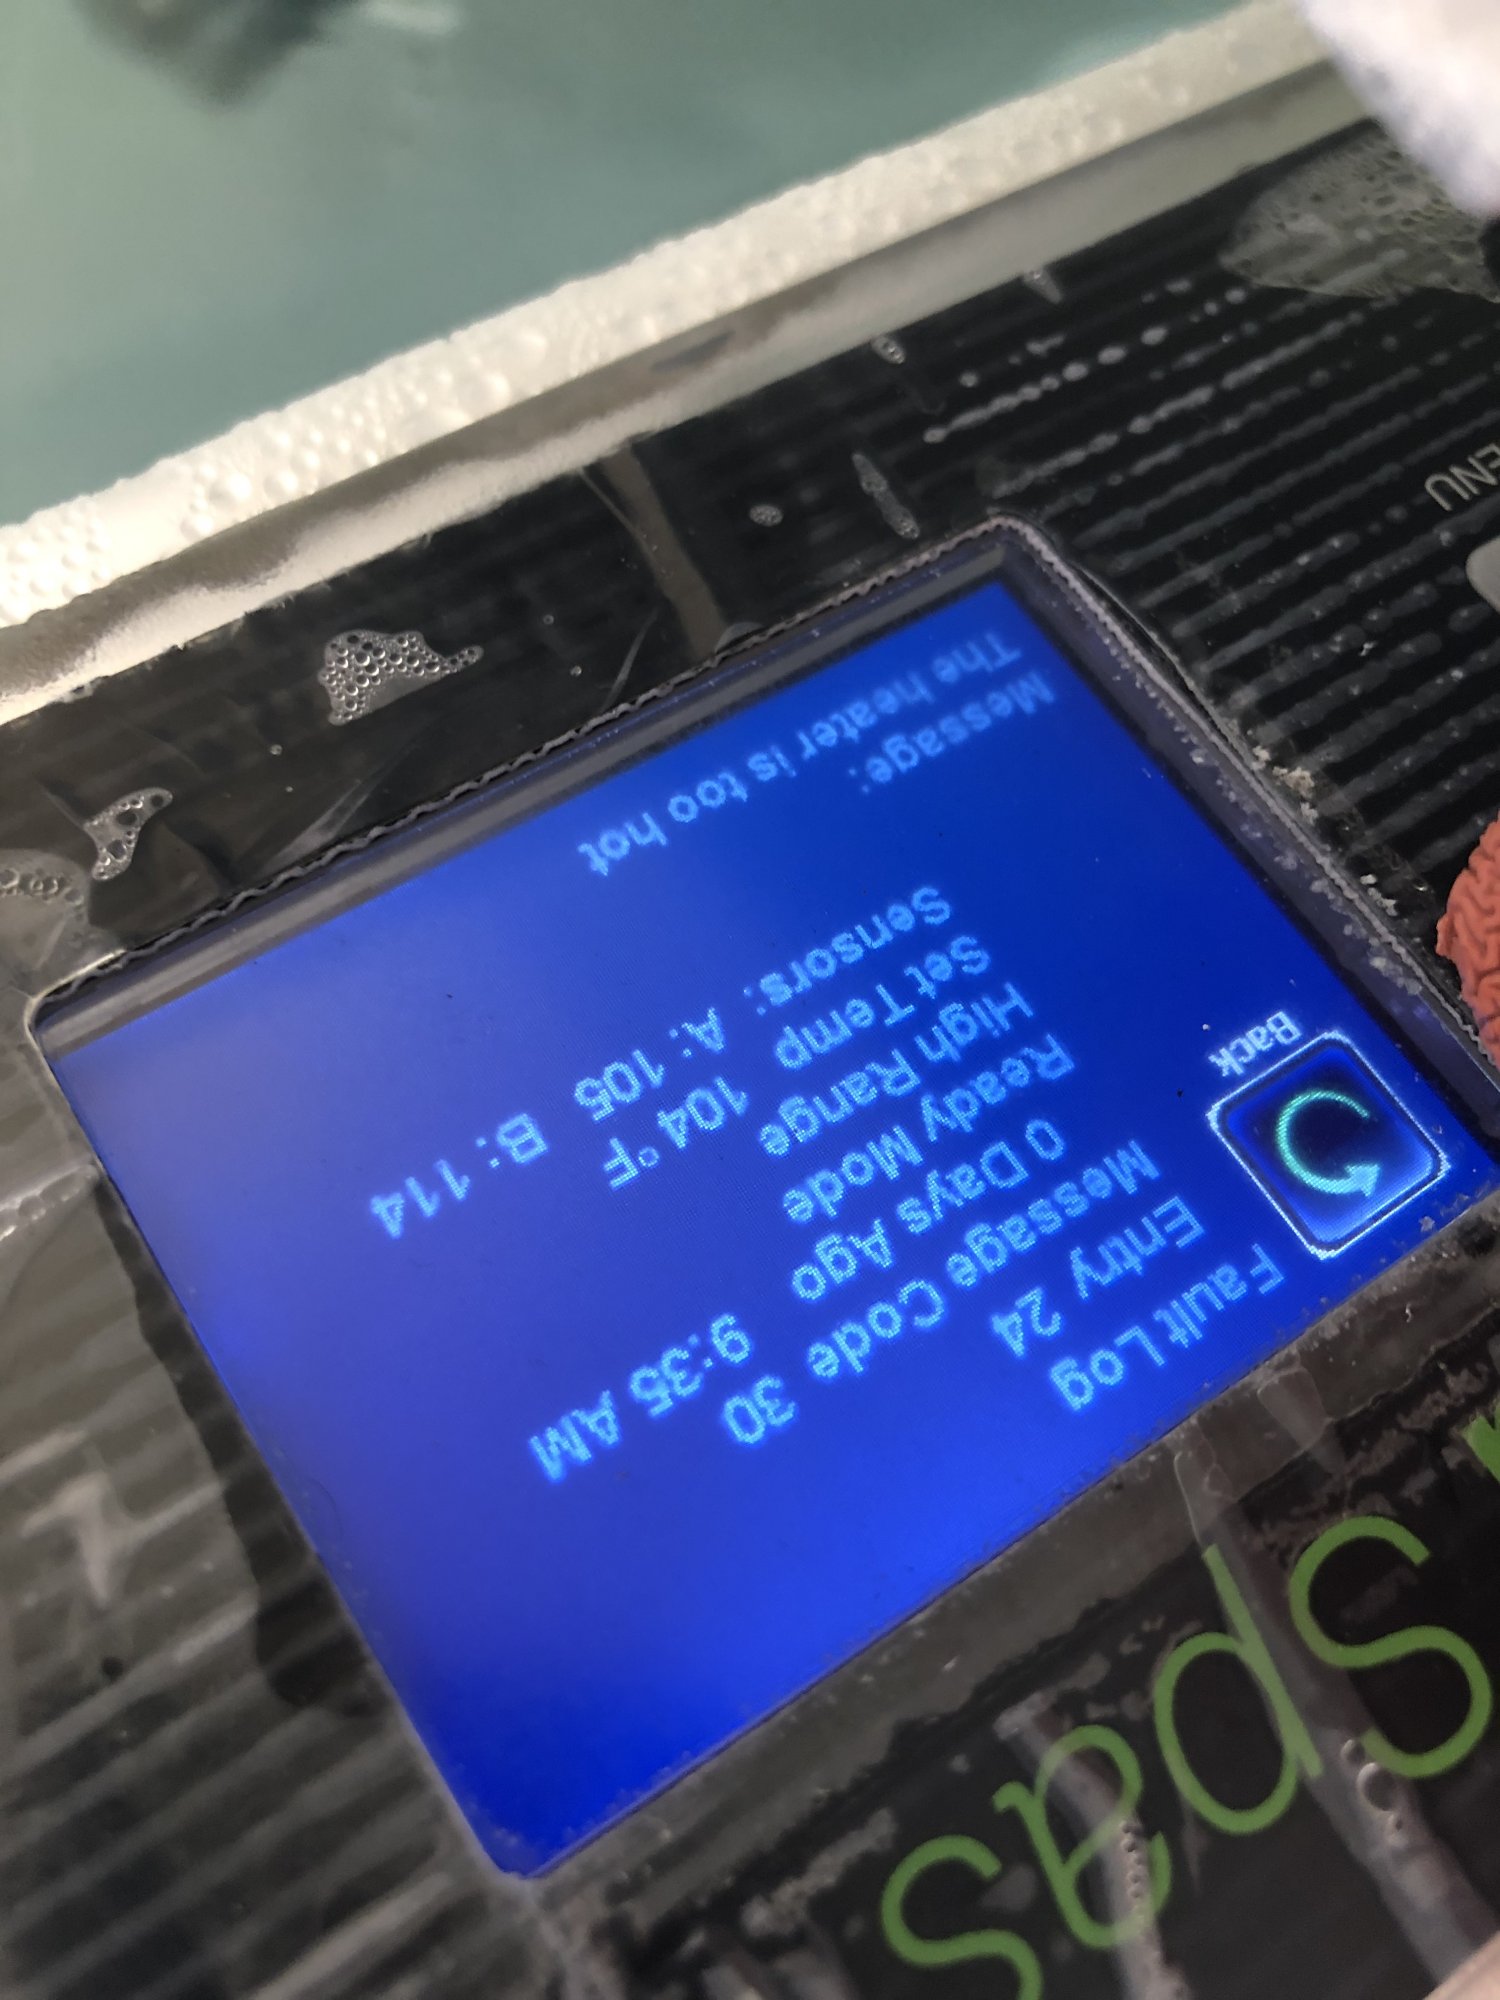 Fault Log
Entry 24
Message Code 30
0 Days Ago 9:35 AM
Ready Mode
High Range
Set Temp 104 °F
Sensors: A: 105 B: 114
Message:
The heater is too hot
Back
spas